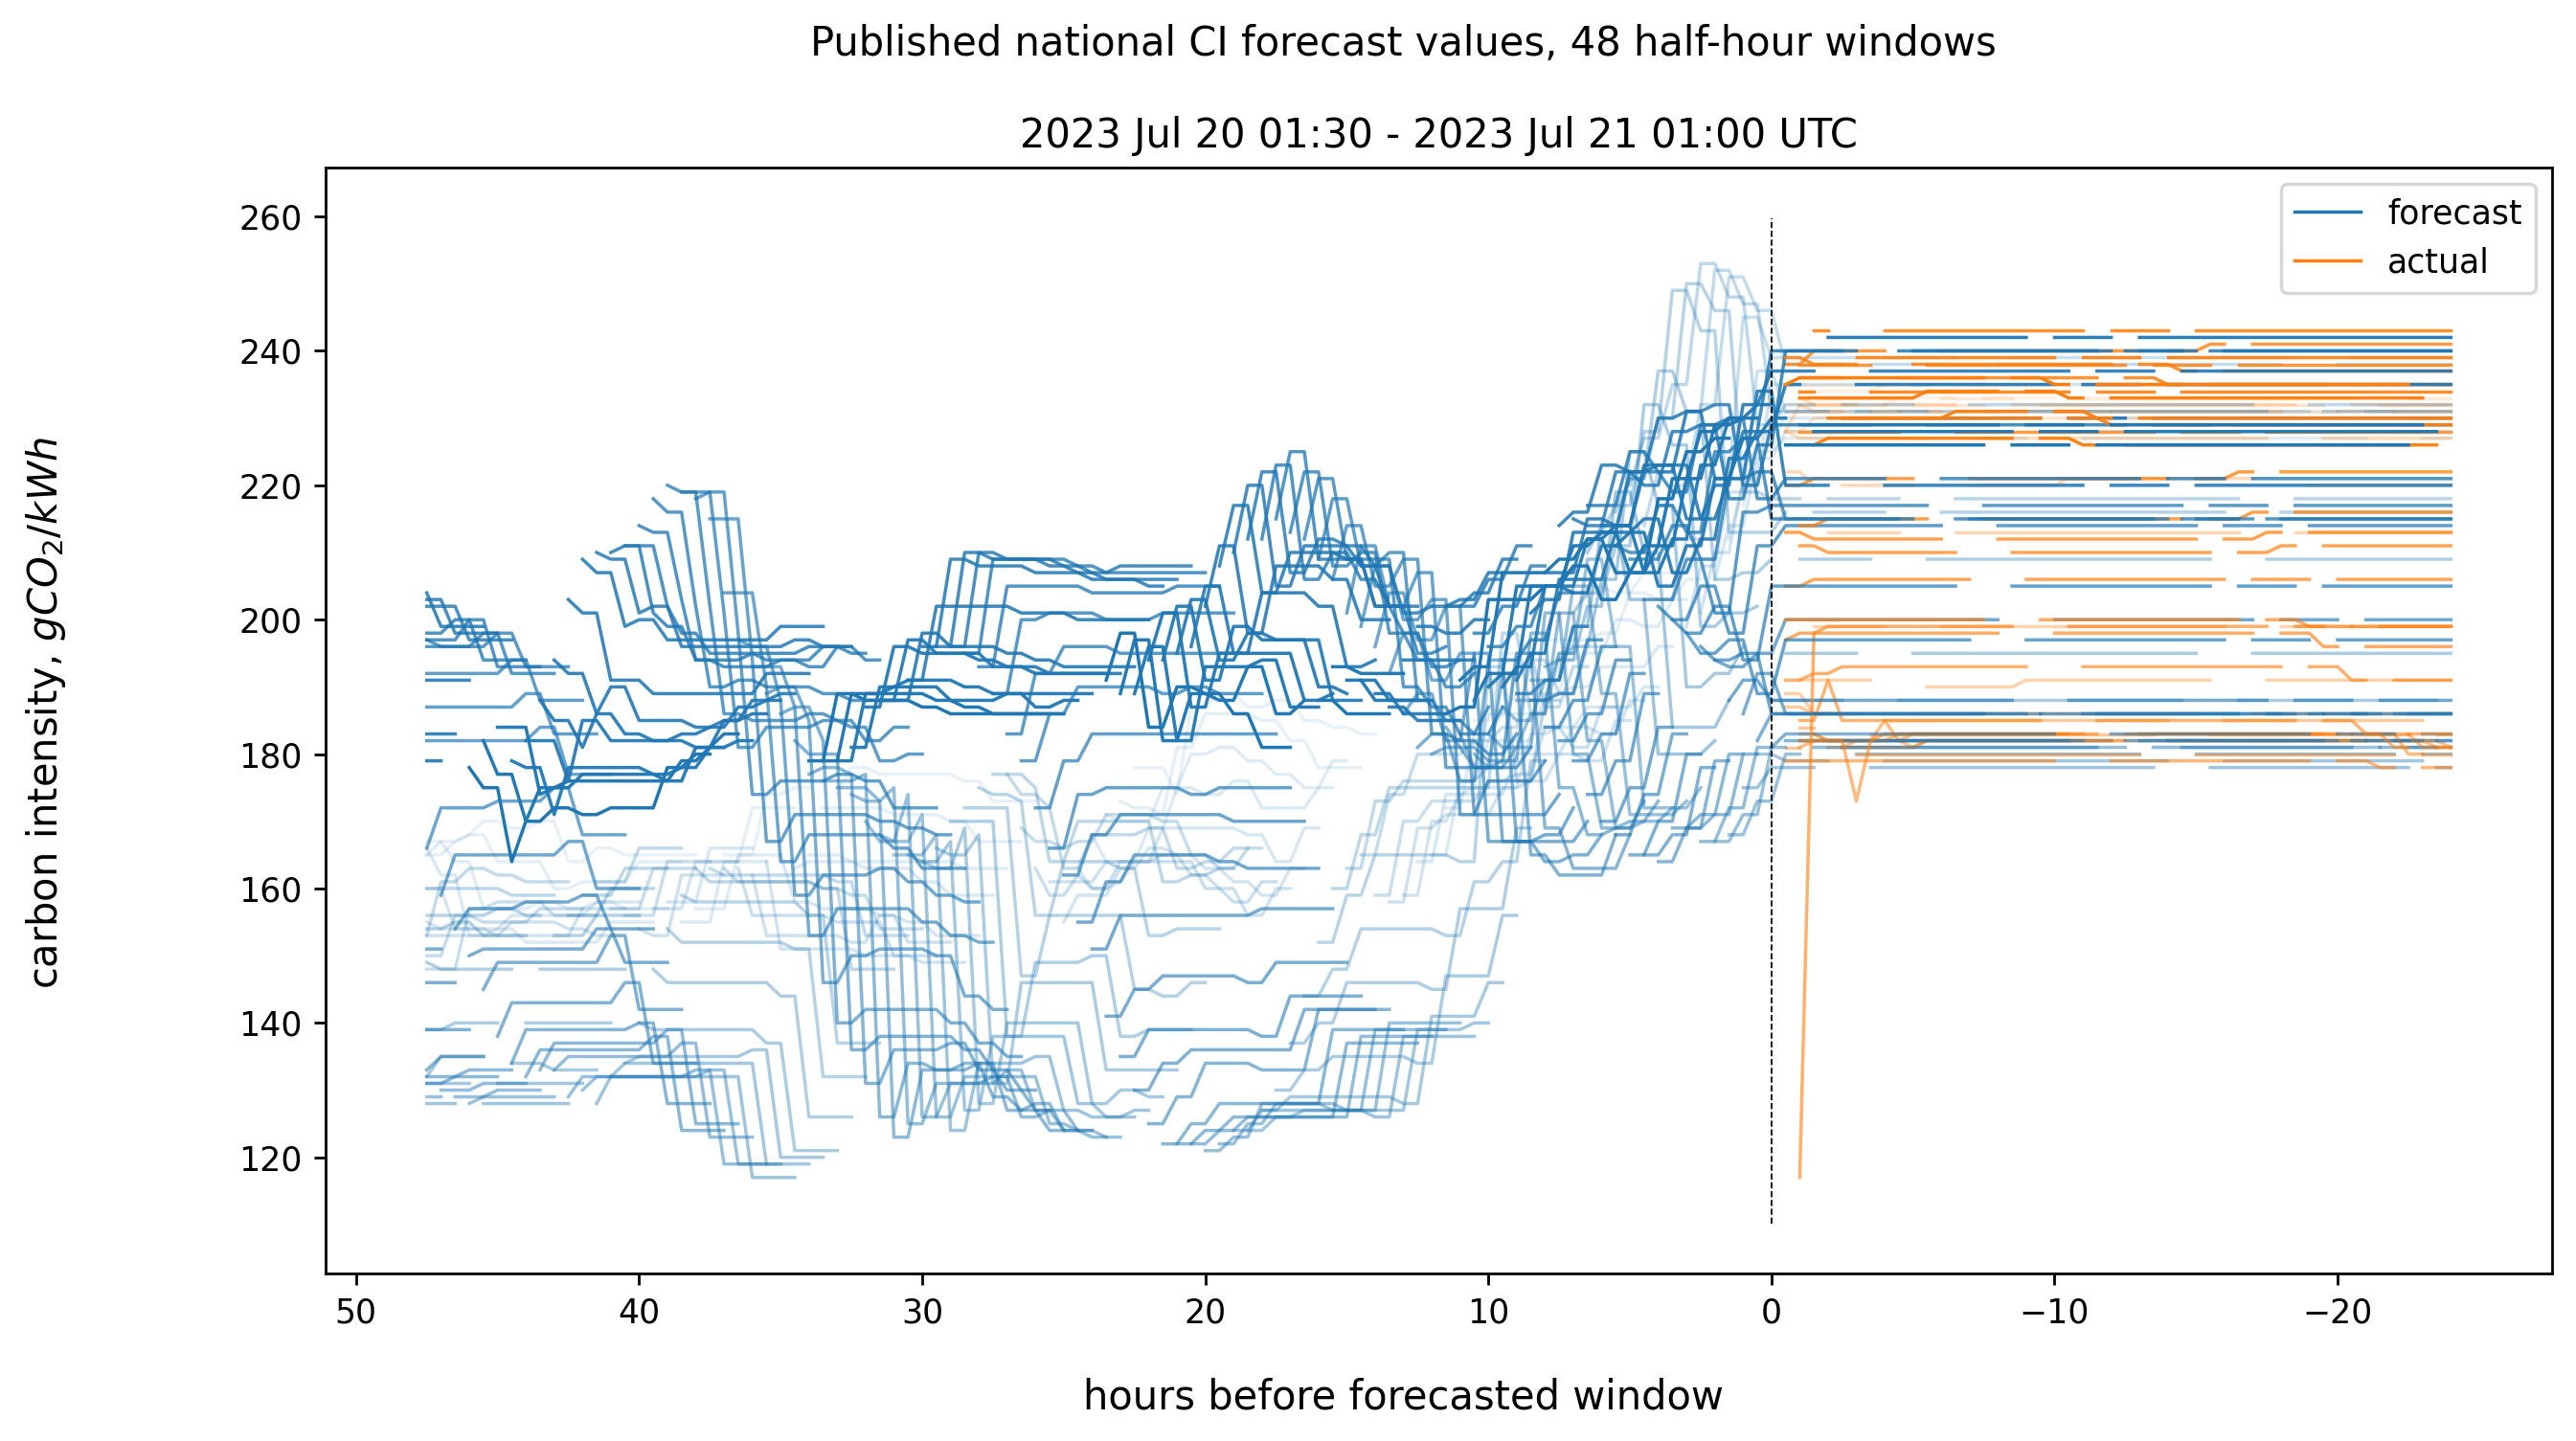 Published national CI forecast values, 48 half-hour windows
2023 Jul 20 01:30 - 2023 Jul 21 01:00 UTC
forecast
actual
carbon intensity, gCO₂/kWh
260
240
220
200
180
160
140
120
50 40 30 20 10 0 −10 −20
hours before forecasted window